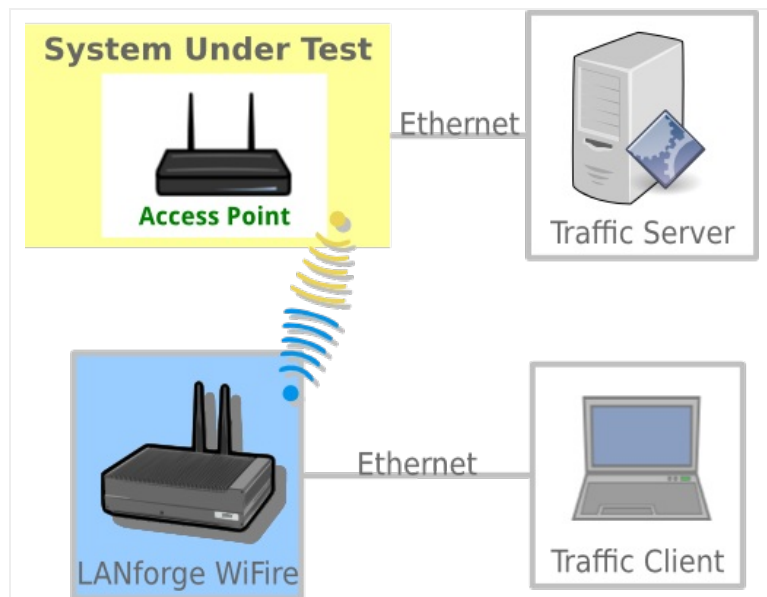 System Under Test
Access Point
Ethernet
Traffic Server
Ethernet
LANforge WiFire
Traffic Client